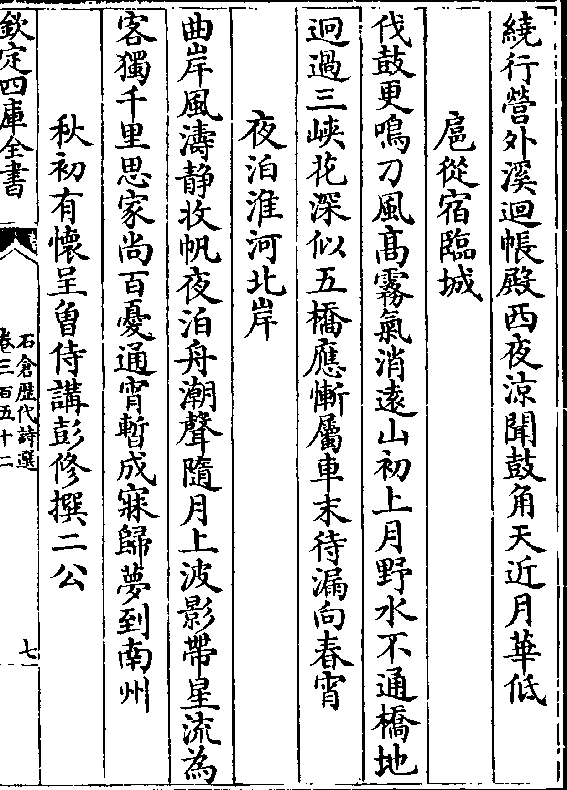 繞行營外溪迴帳殿西夜涼聞鼓角天近月華低
扈從宿臨城
伐鼓更鳴刀風髙霧氣消逺山初上月野水不通橋地
迥過三峽花深似五橋應慚屬車末待漏向春宵
夜泊淮河北岸
曲岸風濤静收帆夜泊舟潮聲隨月上波影帶星流為
客獨千里思家尚百憂通宵暫成寐歸夢到南州
秋初有懐呈曾侍講彭修撰二公
欽定四庫全書
石倉歴代詩選
卷三百五十二
七